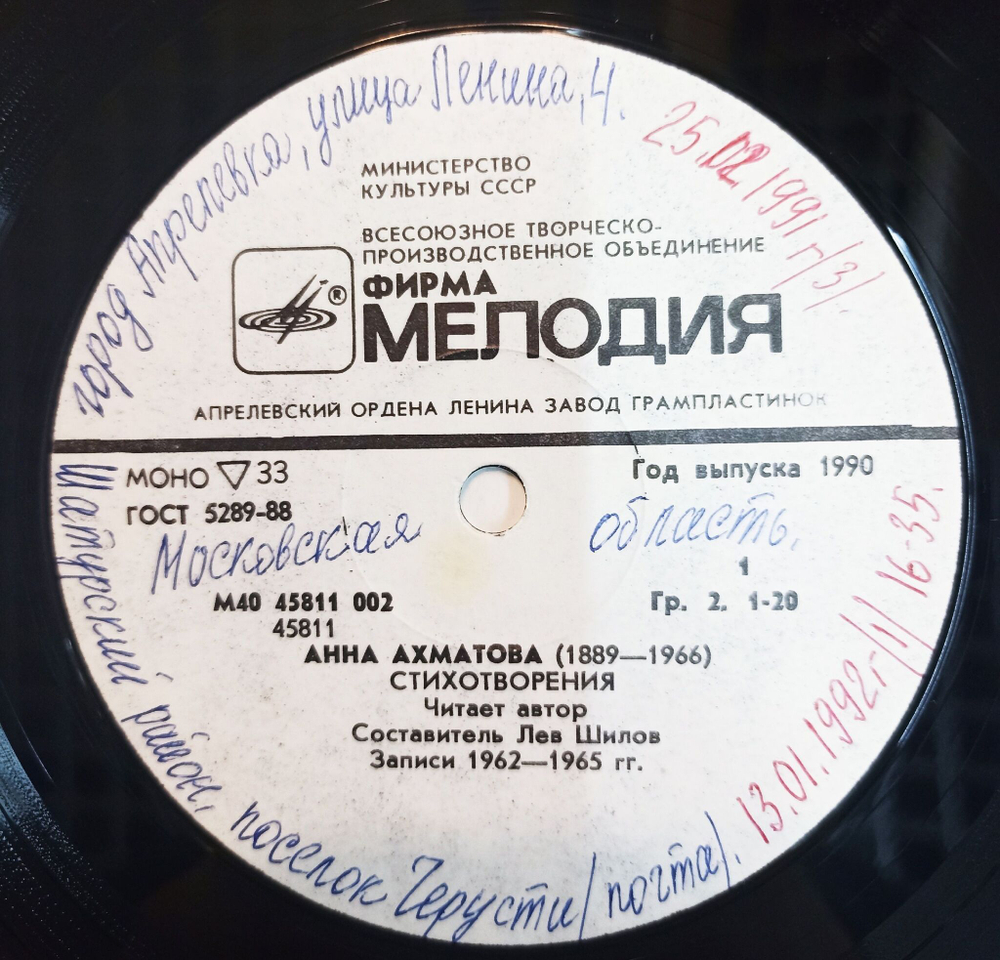 город Апрелевка, улица Ленина, 4.
25.02.1991 г/3/.
МИНИСТЕРСТВО
КУЛЬТУРЫ СССР
ВСЕСОЮЗНОЕ ТВОРЧЕСКО-
ПРОИЗВОДСТВЕННОЕ ОБЪЕДИНЕНИЕ
ФИРМА
МЕЛОДИЯ
®
АПРЕЛЕВСКИЙ ОРДЕНА ЛЕНИНА ЗАВОД ГРАМПЛАСТИНОК
МОНО ▽ 33
Год выпуска 1990
ГОСТ 5289-88
Московская область,
1
М40 45811 002
Гр. 2. 1-20
45811
АННА АХМАТОВА (1889—1966)
СТИХОТВОРЕНИЯ
Читает автор
Составитель Лев Шилов
Записи 1962—1965 гг.
Шатурский район, поселок Черусти /почта/.
13.01.1992г/1/ 16-35.